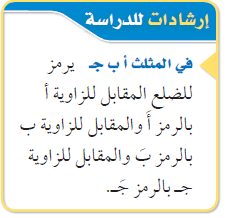 إرشادات للدراسة
في المثلث أ ب جـ يرمز
للضلع المقابل للزاوية أ
بالرمز أَ والمقابل للزاوية ب
بالرمز بَ والمقابل للزاوية
جـ بالرمز جَـ.